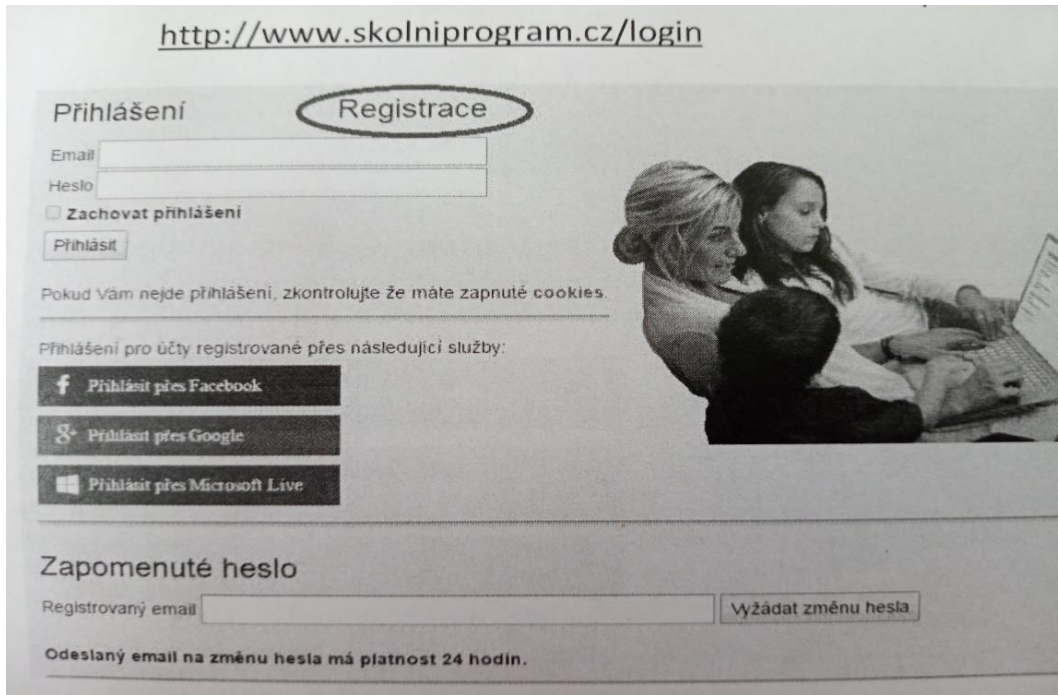 http://www.skolniprogram.cz/login
Přihlášení Registrace
Email
Heslo
Zachovat přihlášení
Přihlásit
Pokud Vám nejde přihlášení, zkontrolujte že máte zapnuté cookies.
Přihlášení pro účty registrované přes následující služby:
f Přihlásit přes Facebook
8+ Přihlásit přes Google
Přihlásit přes Microsoft Live
Zapomenuté heslo
Registrovaný email Vyžádat změnu hesla
Odeslaný email na změnu hesla má platnost 24 hodin.